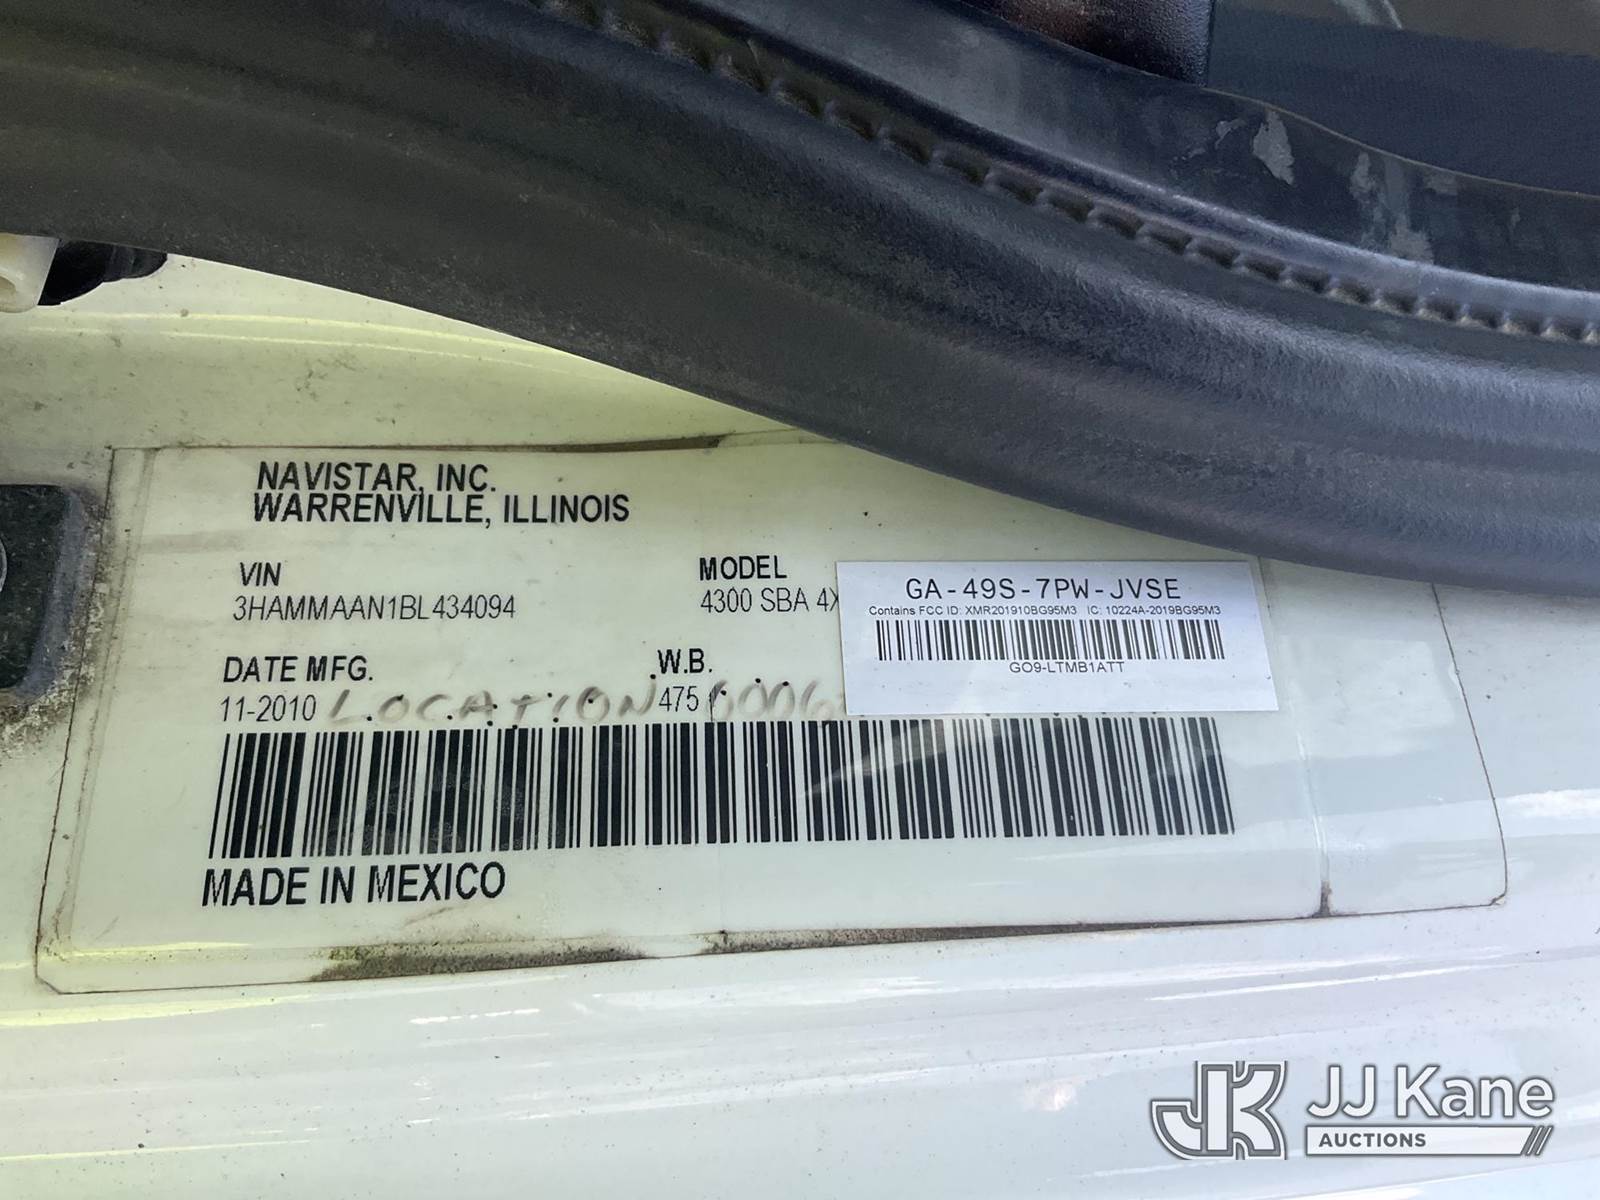 NAVISTAR, INC.
WARRENVILLE, ILLINOIS
VIN
3HAMMAAN1BL434094
MODEL
4300 SBA 4X
DATE MFG.
11-2010
W.B.
475
LOCATION
MADE IN MEXICO
GA-49S-7PW-JVSE
Contains FCC ID: XMR201910BG95M3 IC: 10224A-2019BG95M3
GO9-LTMB1ATT
JJ Kane
AUCTIONS